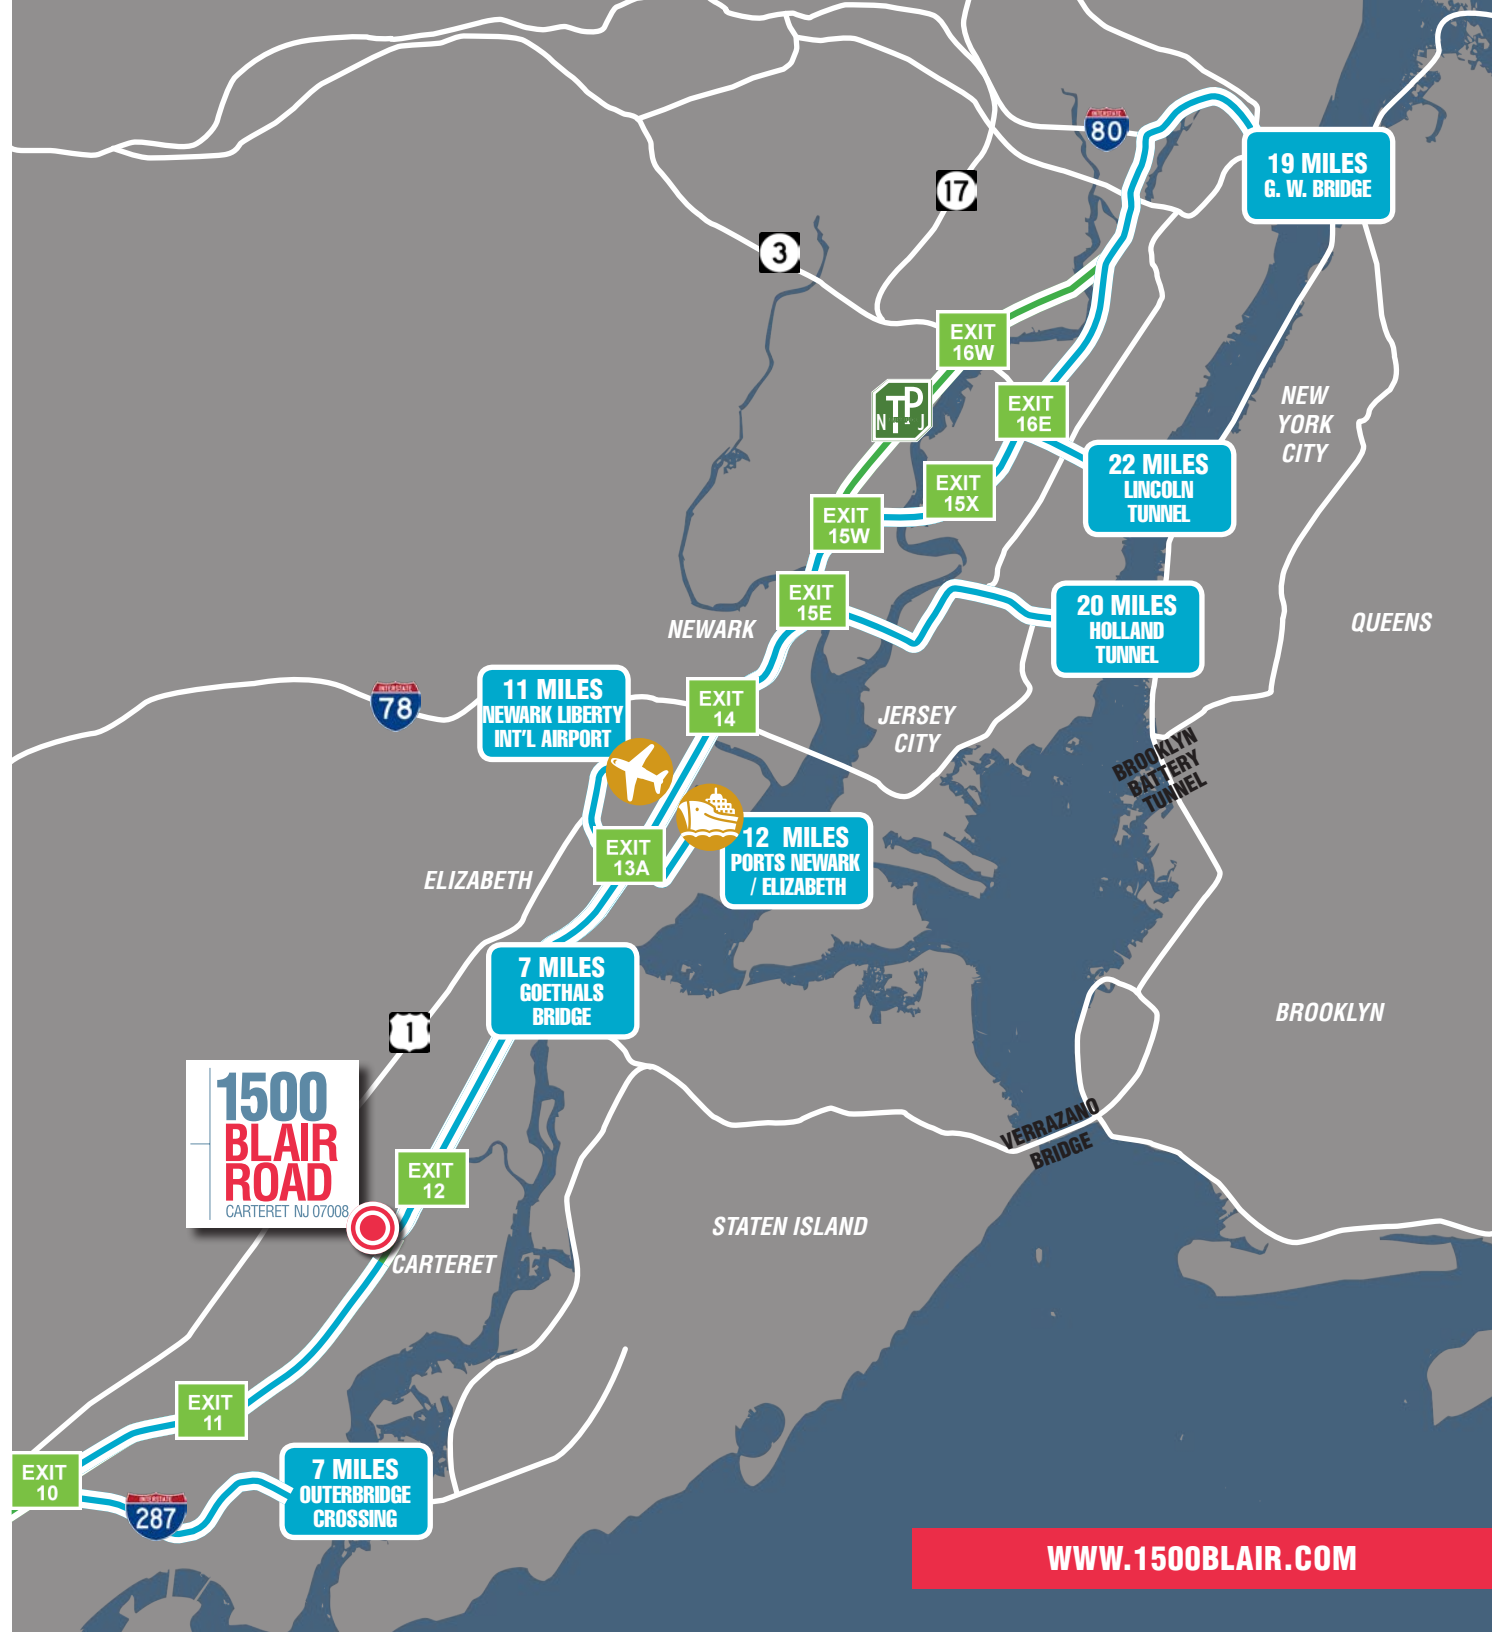 INTERSTATE
80
19 MILES
G. W. BRIDGE
17
3
EXIT
16W
TP
N J
EXIT
16E
NEW
YORK
CITY
22 MILES
LINCOLN
TUNNEL
EXIT
15X
EXIT
15W
EXIT
15E
20 MILES
HOLLAND
TUNNEL
NEWARK
QUEENS
INTERSTATE
78
11 MILES
NEWARK LIBERTY
INT'L AIRPORT
EXIT
14
JERSEY
CITY
BROOKLYN
BATTERY
TUNNEL
EXIT
13A
12 MILES
PORTS NEWARK
/ ELIZABETH
ELIZABETH
7 MILES
GOETHALS
BRIDGE
1
BROOKLYN
1500
BLAIR
ROAD
CARTERET NJ 07008
VERRAZANO
BRIDGE
EXIT
12
STATEN ISLAND
CARTERET
EXIT
11
EXIT
10
INTERSTATE
287
7 MILES
OUTERBRIDGE
CROSSING
WWW.1500BLAIR.COM